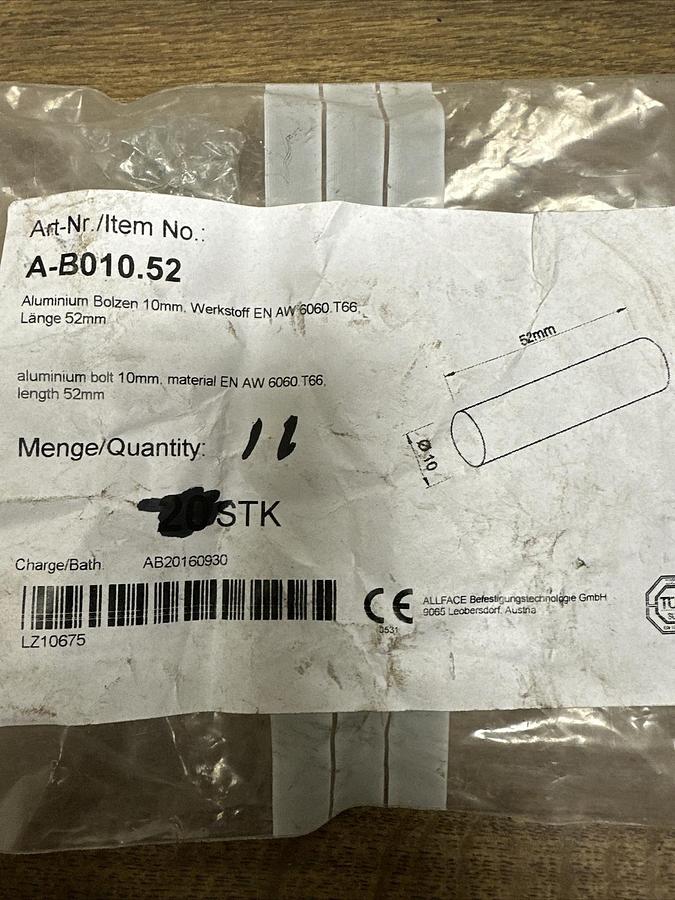 Art-Nr./Item No.:
A-B010.52
Aluminium Bolzen 10mm, Werkstoff EN AW 6060 T66,
Länge 52mm
aluminium bolt 10mm, material EN AW 6060 T66,
length 52mm
52mm
Ø 10
Menge/Quantity:
20 STK
Charge/Bath
AB20160930
LZ10675
CE
0531
ALLFACE Befestigungstechnologie GmbH
9065 Leobersdorf, Austria